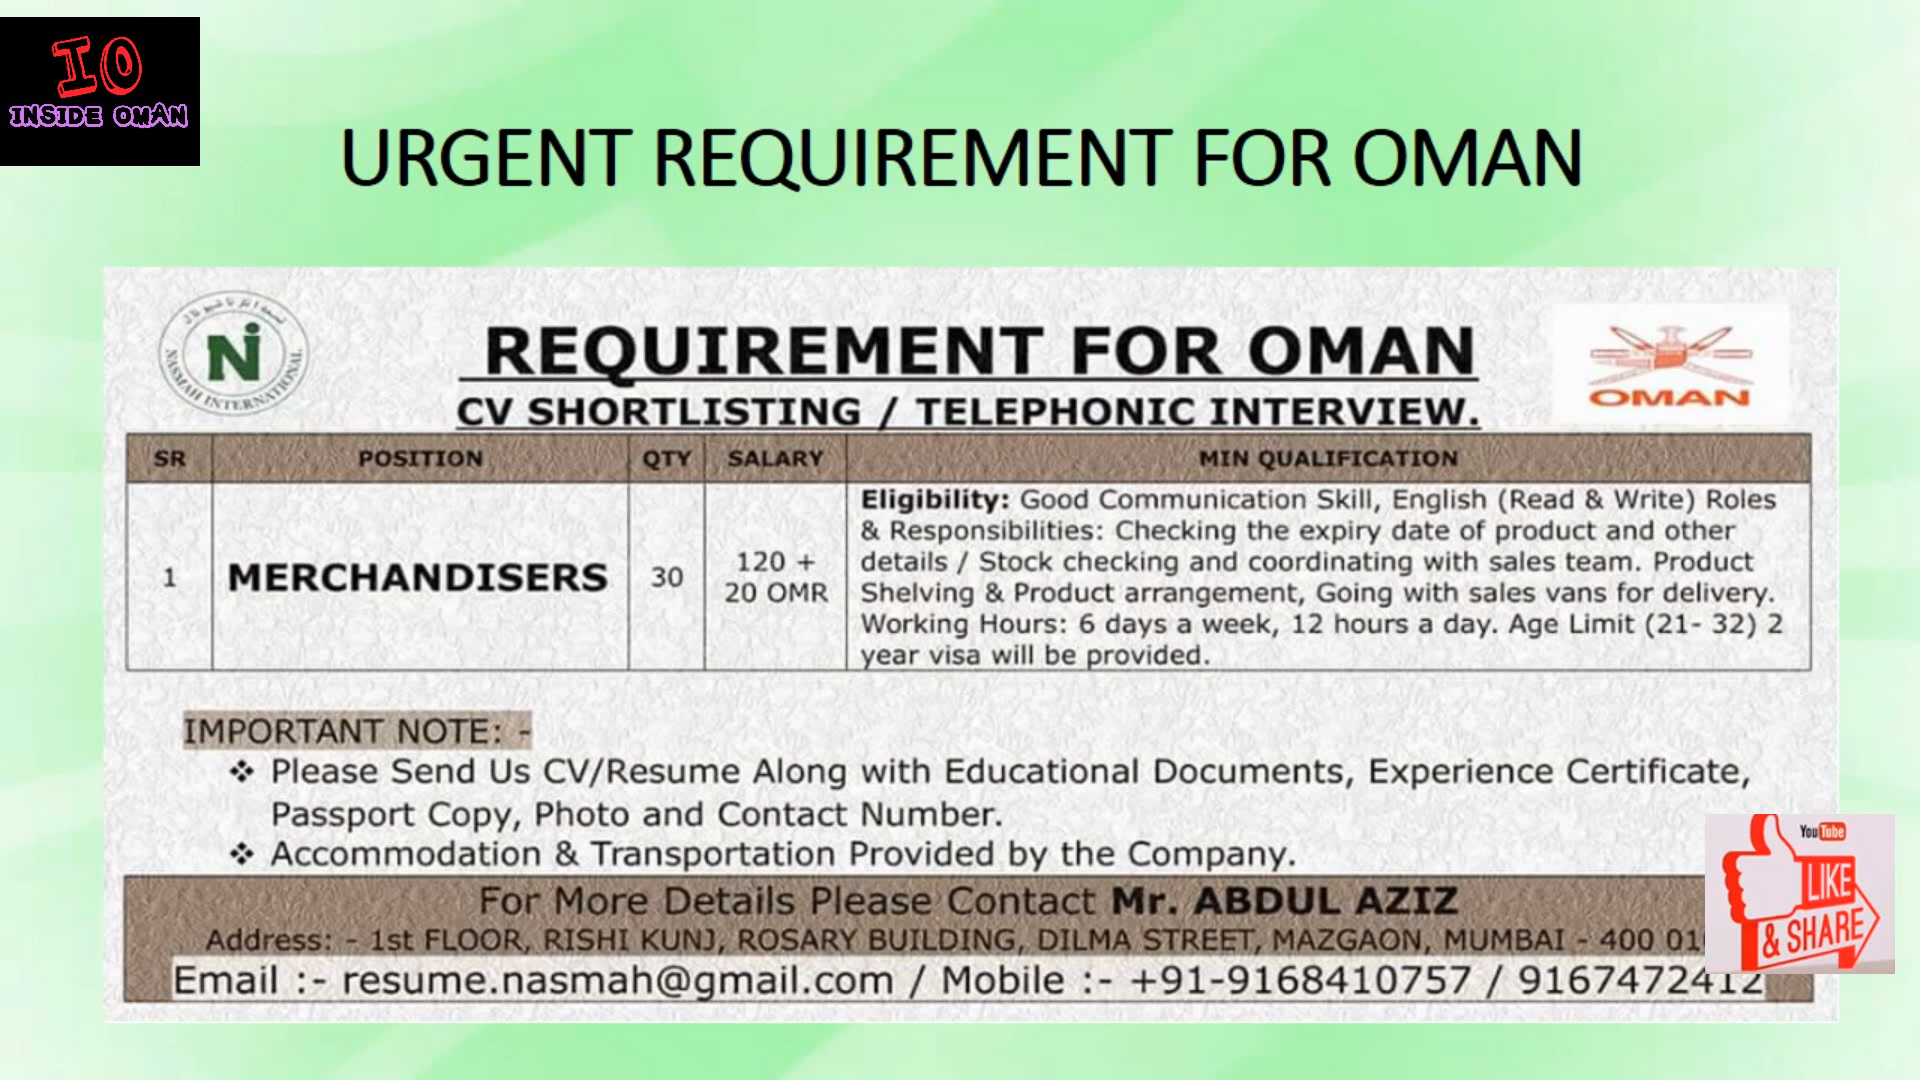 IO
INSIDE OMAN
URGENT REQUIREMENT FOR OMAN
NASMAH INTERNATIONAL
NI
REQUIREMENT FOR OMAN
OMAN
CV SHORTLISTING / TELEPHONIC INTERVIEW.
SR POSITION QTY SALARY MIN QUALIFICATION
1 MERCHANDISERS 30 120 +
20 OMR
Eligibility: Good Communication Skill, English (Read & Write) Roles
& Responsibilities: Checking the expiry date of product and other
details / Stock checking and coordinating with sales team. Product
Shelving & Product arrangement, Going with sales vans for delivery.
Working Hours: 6 days a week, 12 hours a day. Age Limit (21- 32) 2
year visa will be provided.
IMPORTANT NOTE: -
❖ Please Send Us CV/Resume Along with Educational Documents, Experience Certificate,
Passport Copy, Photo and Contact Number.
❖ Accommodation & Transportation Provided by the Company.
For More Details Please Contact Mr. ABDUL AZIZ
Address: - 1st FLOOR, RISHI KUNJ, ROSARY BUILDING, DILMA STREET, MAZGAON, MUMBAI - 400 01
Email :- resume.nasmah@gmail.com / Mobile :- +91-9168410757 / 9167472412
YouTube
LIKE
& SHARE